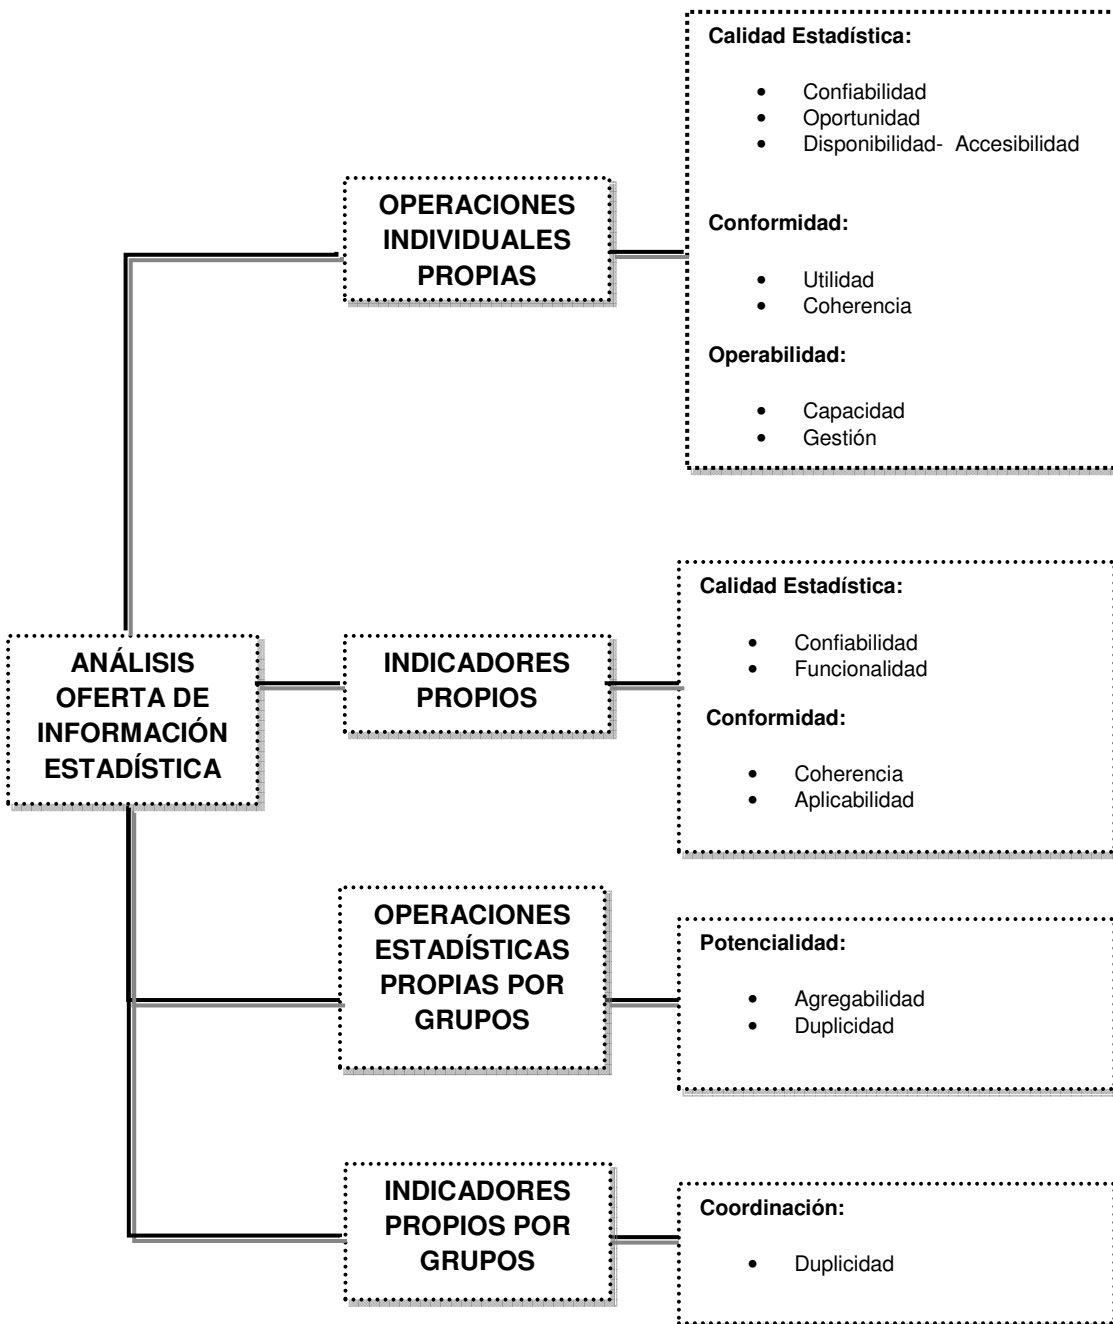 ANÁLISIS
OFERTA DE
INFORMACIÓN
ESTADÍSTICA
OPERACIONES
INDIVIDUALES
PROPIAS
Calidad Estadística:
• Confiabilidad
• Oportunidad
• Disponibilidad- Accesibilidad
Conformidad:
• Utilidad
• Coherencia
Operabilidad:
• Capacidad
• Gestión
INDICADORES
PROPIOS
Calidad Estadística:
• Confiabilidad
• Funcionalidad
Conformidad:
• Coherencia
• Aplicabilidad
OPERACIONES
ESTADÍSTICAS
PROPIAS POR
GRUPOS
Potencialidad:
• Agregabilidad
• Duplicidad
INDICADORES
PROPIOS POR
GRUPOS
Coordinación:
• Duplicidad